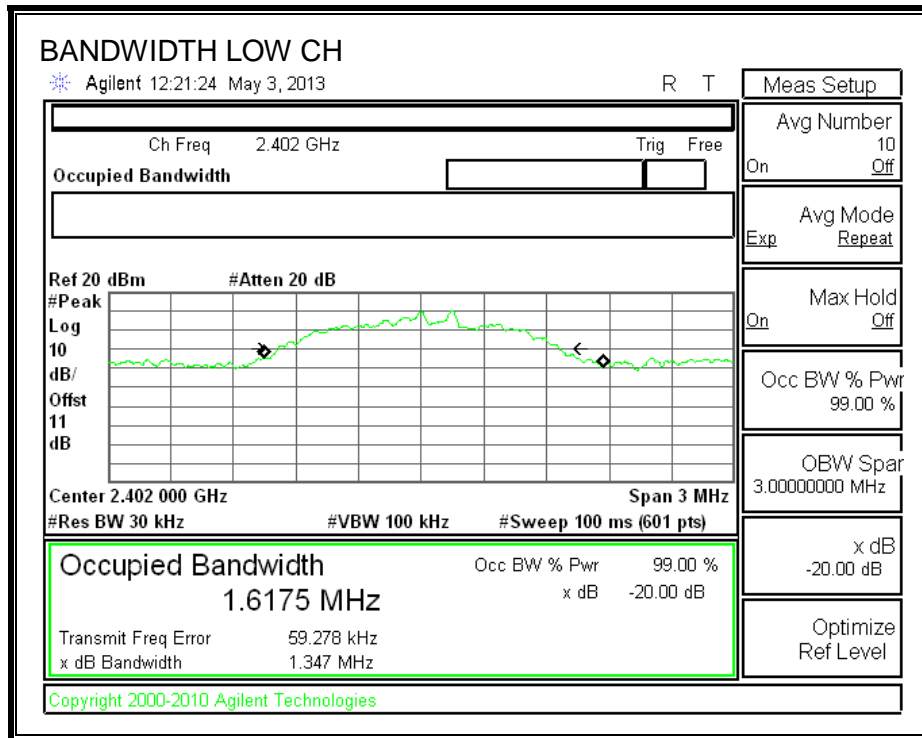 BANDWIDTH LOW CH
Agilent 12:21:24 May 3, 2013 R T
Ch Freq 2.402 GHz Trig Free
Occupied Bandwidth
Ref 20 dBm #Atten 20 dB
#Peak
Log
10
dB/
Offst
11
dB
Center 2.402 000 GHz Span 3 MHz
#Res BW 30 kHz #VBW 100 kHz #Sweep 100 ms (601 pts)
Occupied Bandwidth
1.6175 MHz
Occ BW % Pwr 99.00 %
x dB -20.00 dB
Transmit Freq Error 59.278 kHz
x dB Bandwidth 1.347 MHz
Copyright 2000-2010 Agilent Technologies
Meas Setup
Avg Number
10
On Off
Avg Mode
Exp Repeat
Max Hold
On Off
Occ BW % Pwr
99.00 %
OBW Span
3.00000000 MHz
x dB
-20.00 dB
Optimize
Ref Level